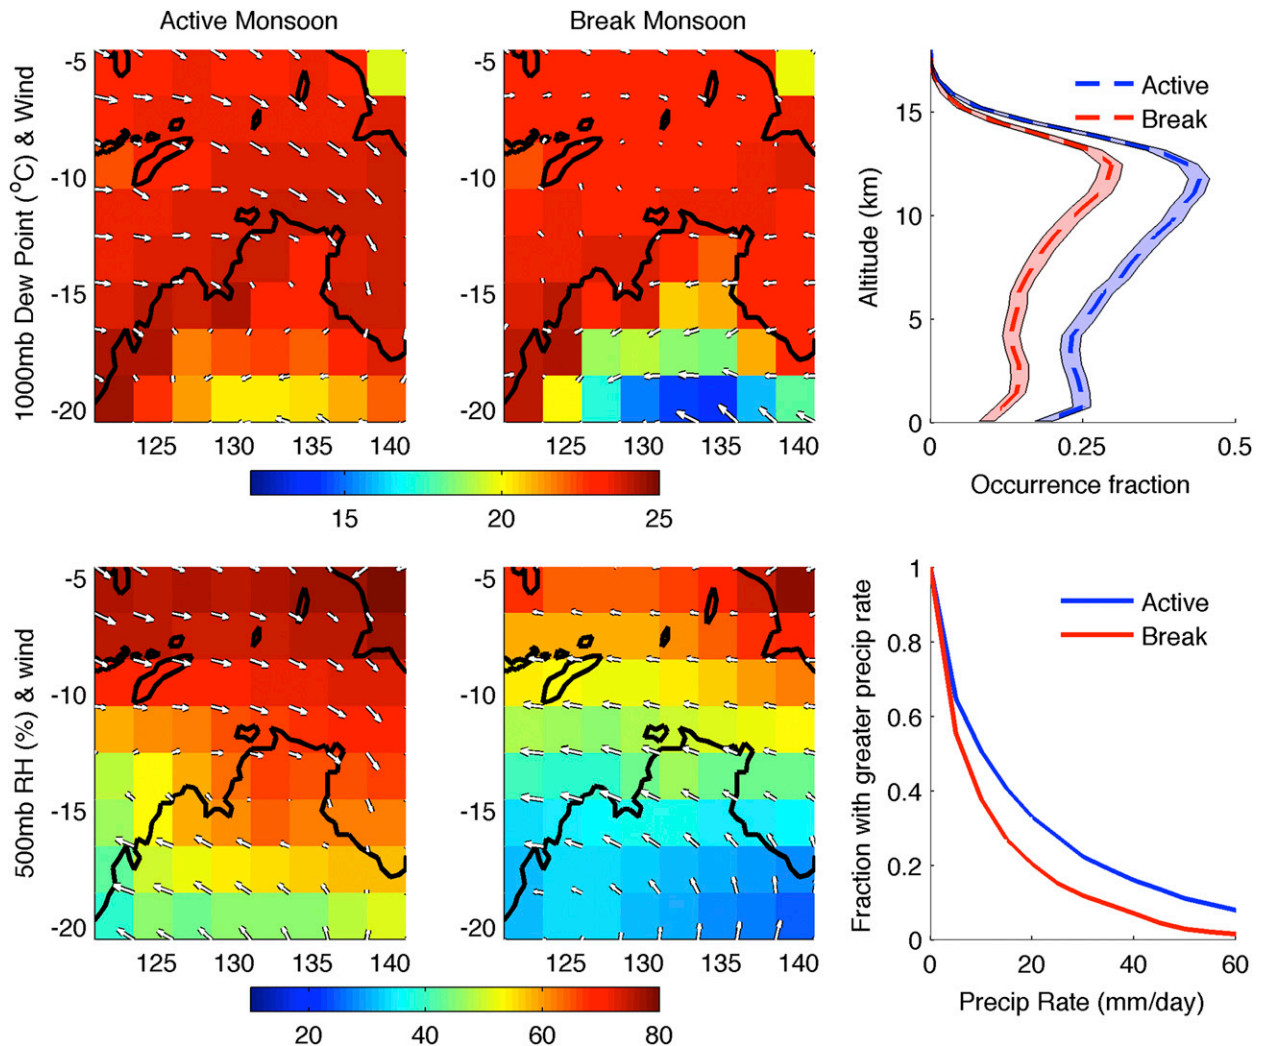 Active Monsoon
Break Monsoon
1000mb Dew Point (°C) & Wind
-5
-10
-15
-20
125 130 135 140
-5
-10
-15
-20
125 130 135 140
15 20 25
Active
Break
Altitude (km)
15
10
5
0
0 0.25 0.5
Occurrence fraction
500mb RH (%) & wind
-5
-10
-15
-20
125 130 135 140
-5
-10
-15
-20
125 130 135 140
20 40 60 80
Active
Break
Fraction with greater precip rate
1
0.8
0.6
0.4
0.2
0
0 20 40 60
Precip Rate (mm/day)